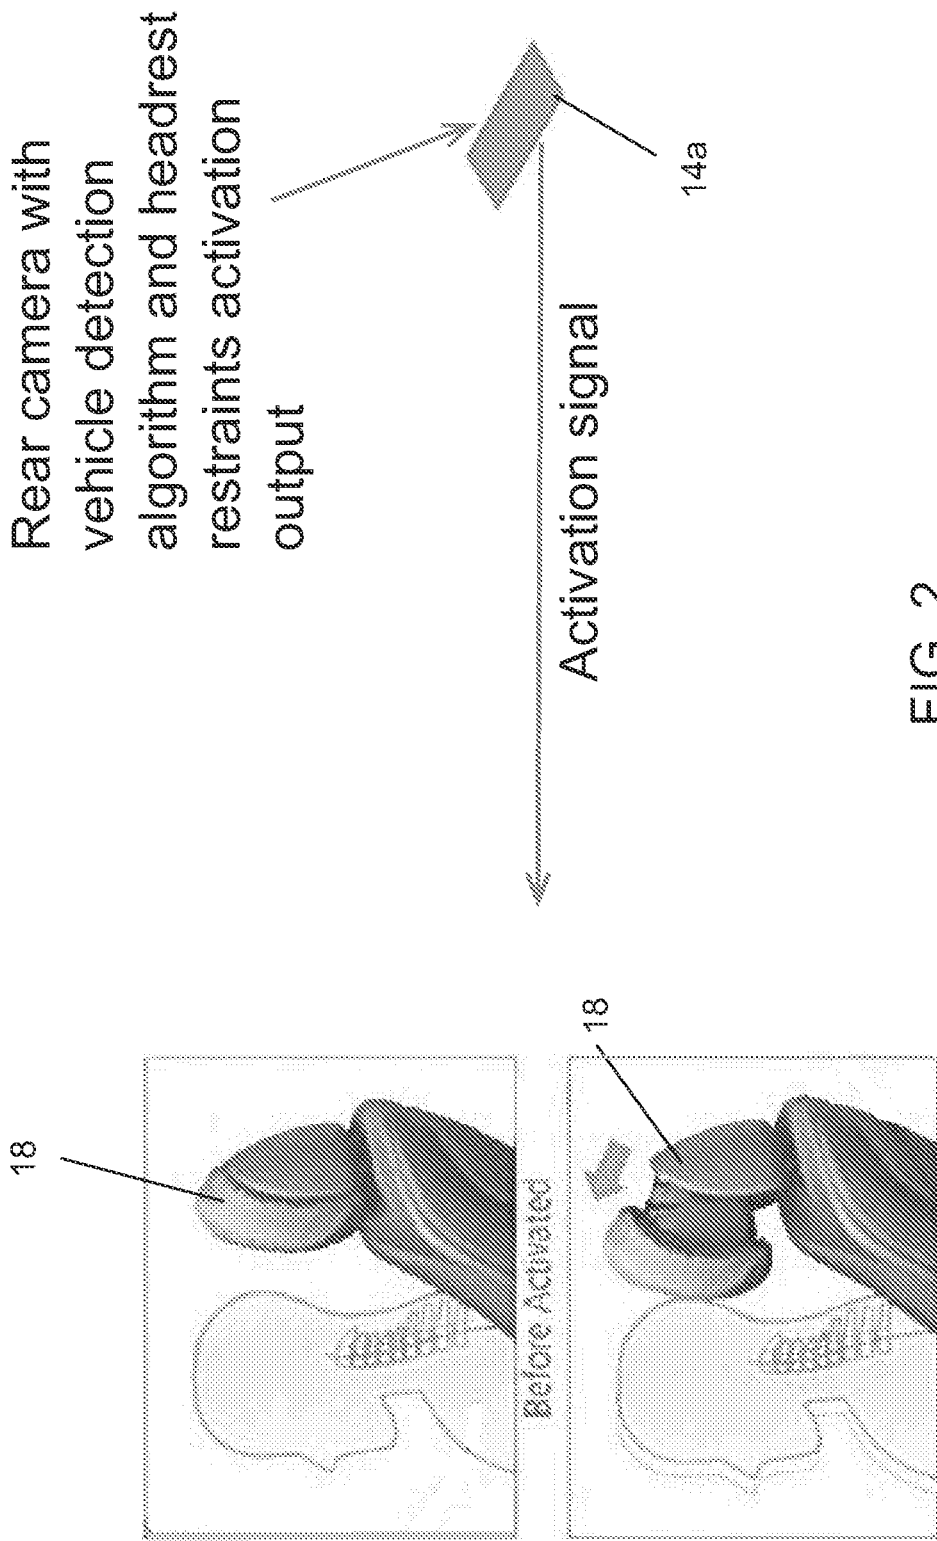 Rear camera with
vehicle detection
algorithm and headrest
restraints activation
output
14a
Activation signal
18
Before Activated
18
FIG. 2